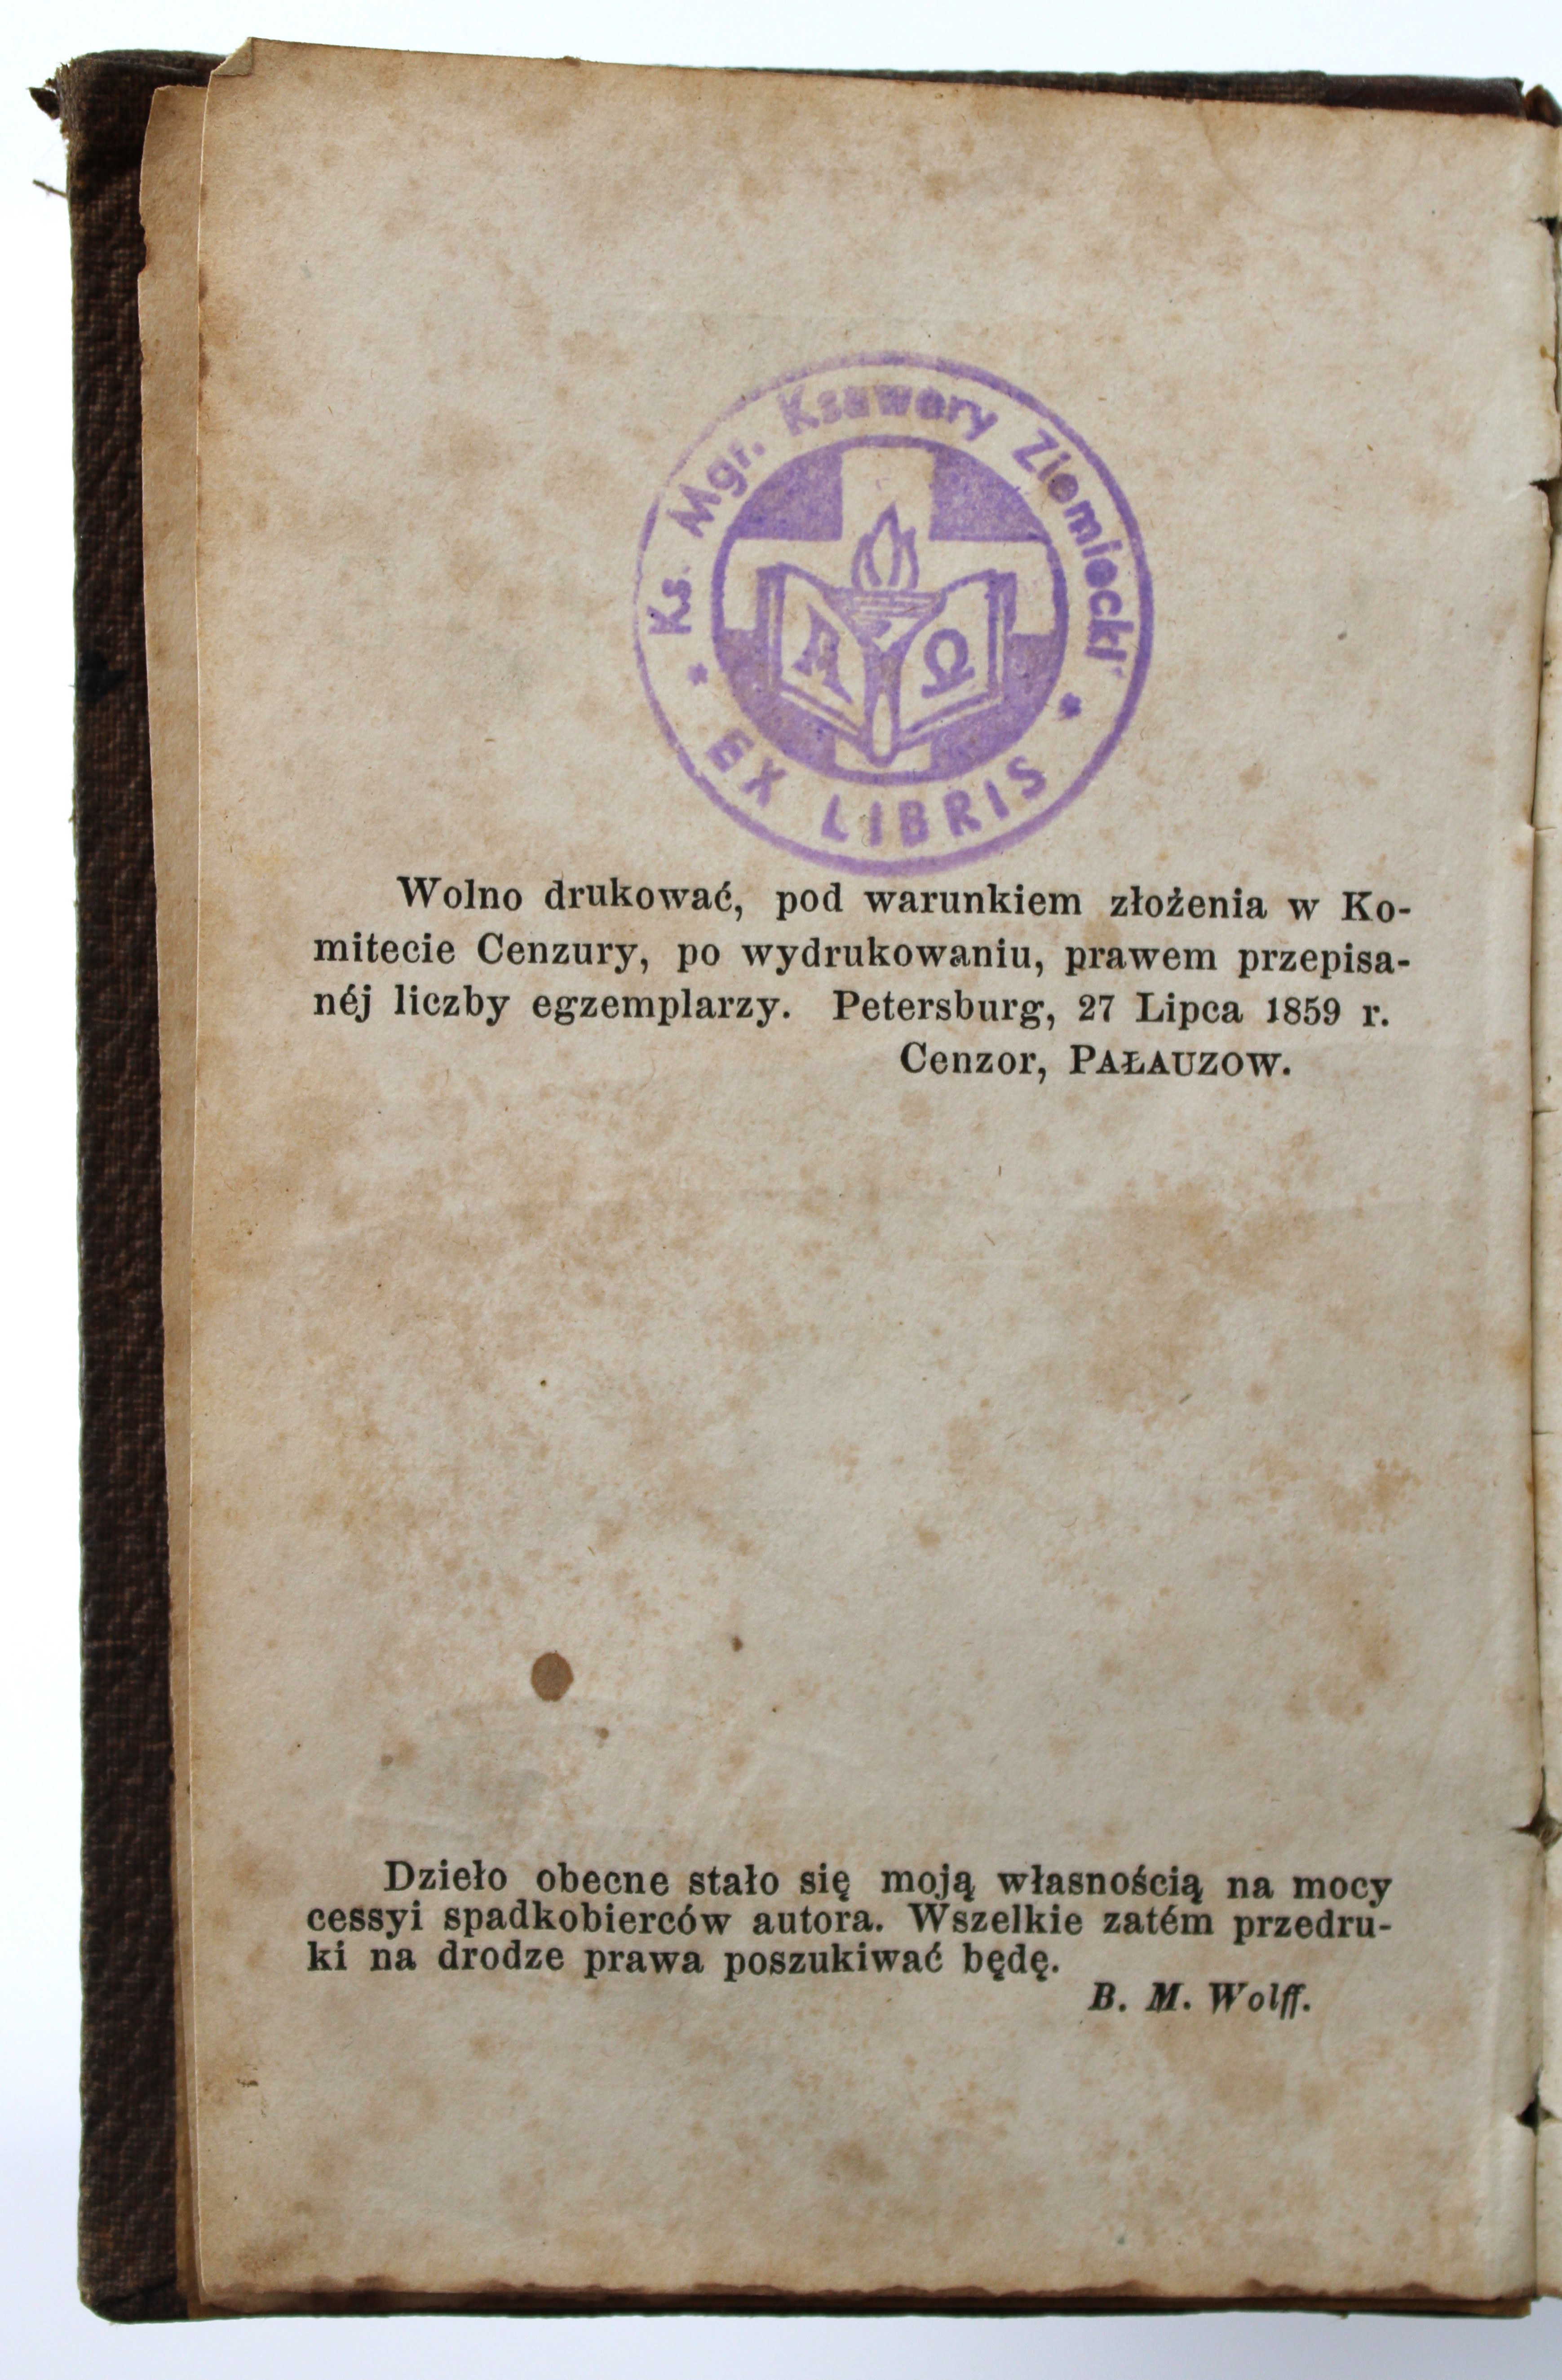 Ks. Mgr. Ksawery Ziemiecki
A Ω
EX LIBRIS
Wolno drukować, pod warunkiem złożenia w Ko-
mitecie Cenzury, po wydrukowaniu, prawem przepisa-
néj liczby egzemplarzy. Petersburg, 27 Lipca 1859 r.
Cenzor, PAŁAUZOW.
Dzieło obecne stało się moją własnością na mocy
cessyi spadkobierców autora. Wszelkie zatém przedru-
ki na drodze prawa poszukiwać będę.
B. M. Wolff.